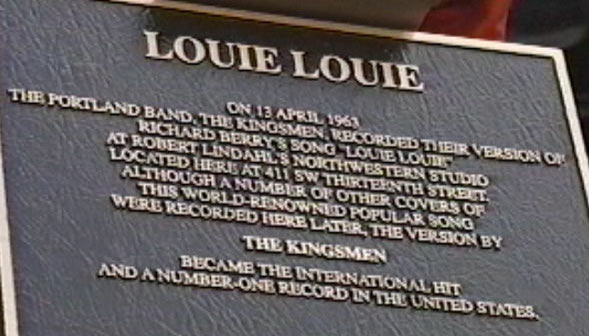 LOUIE LOUIE
ON 13 APRIL 1963
THE PORTLAND BAND, THE KINGSMEN, RECORDED THEIR VERSION OF
RICHARD BERRY'S SONG "LOUIE LOUIE"
AT ROBERT LINDAHL'S NORTHWESTERN STUDIO
LOCATED HERE AT 411 SW THIRTEENTH STREET.
ALTHOUGH A NUMBER OF OTHER COVERS OF
THIS WORLD-RENOWNED POPULAR SONG
WERE RECORDED HERE LATER, THE VERSION BY
THE KINGSMEN
BECAME THE INTERNATIONAL HIT
AND A NUMBER-ONE RECORD IN THE UNITED STATES.